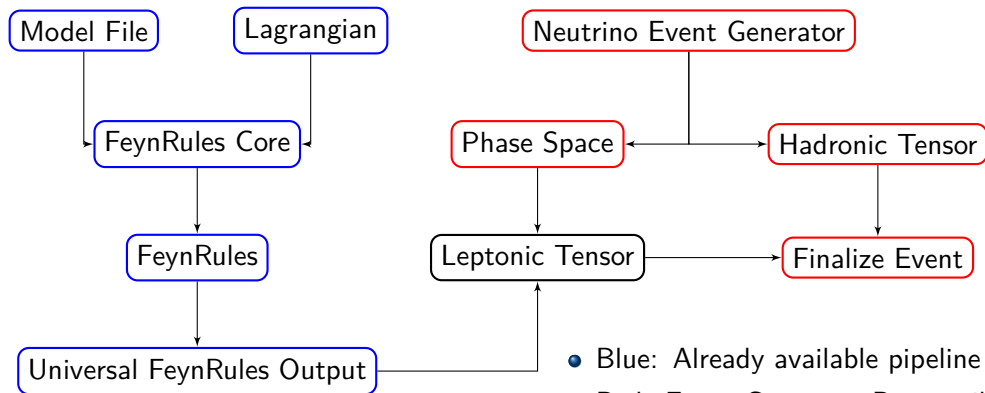 Model File
Lagrangian
Neutrino Event Generator
FeynRules Core
Phase Space
Hadronic Tensor
FeynRules
Leptonic Tensor
Finalize Event
Universal FeynRules Output
Blue: Already available pipeline